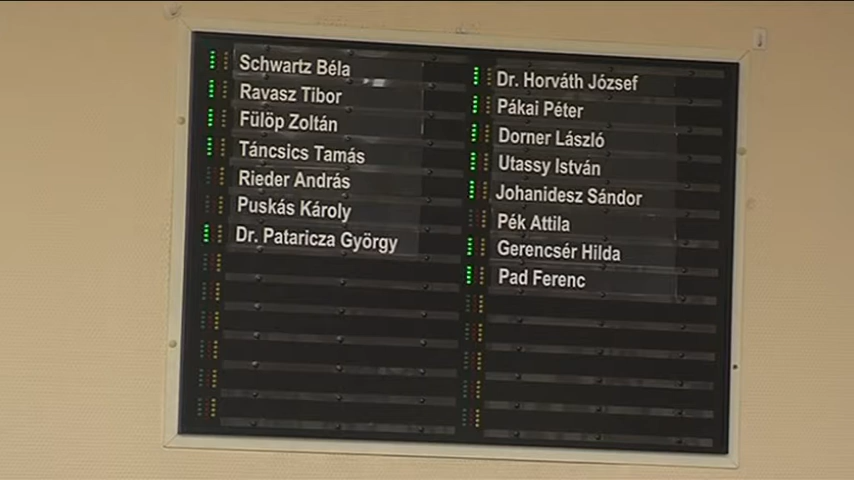 Schwartz Béla
Ravasz Tibor
Fülöp Zoltán
Táncsics Tamás
Rieder András
Puskás Károly
Dr. Pataricza György
Dr. Horváth József
Pákai Péter
Dorner László
Utassy István
Johanidesz Sándor
Pék Attila
Gerencsér Hilda
Pad Ferenc